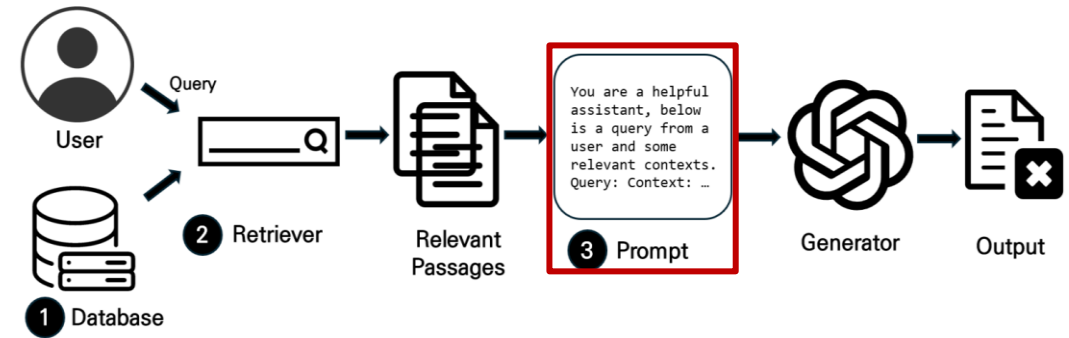 Query
User
2 Retriever
1 Database
Relevant
Passages
You are a helpful
assistant, below
is a query from a
user and some
relevant contexts.
Query: Context: …
3 Prompt
Generator
Output